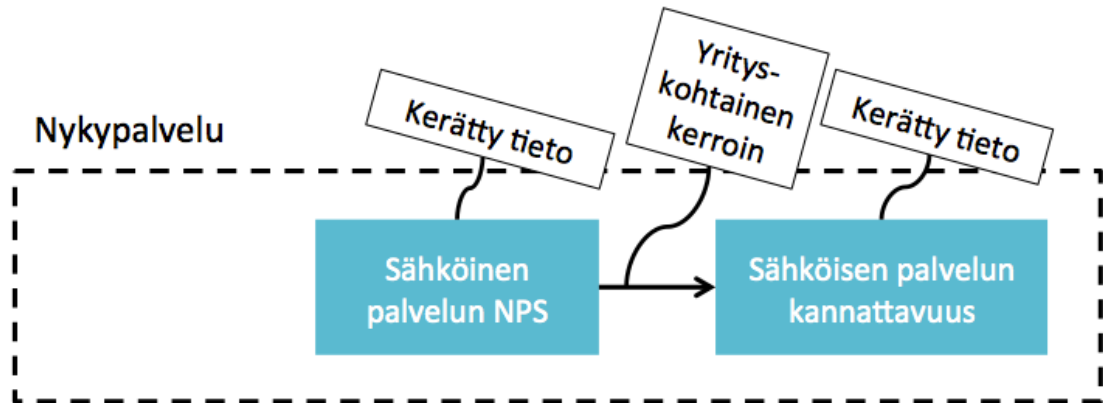 Nykypalvelu
Kerätty tieto
Yritys-
kohtainen
kerroin
Kerätty tieto
Sähköinen
palvelun NPS
Sähköisen palvelun
kannattavuus